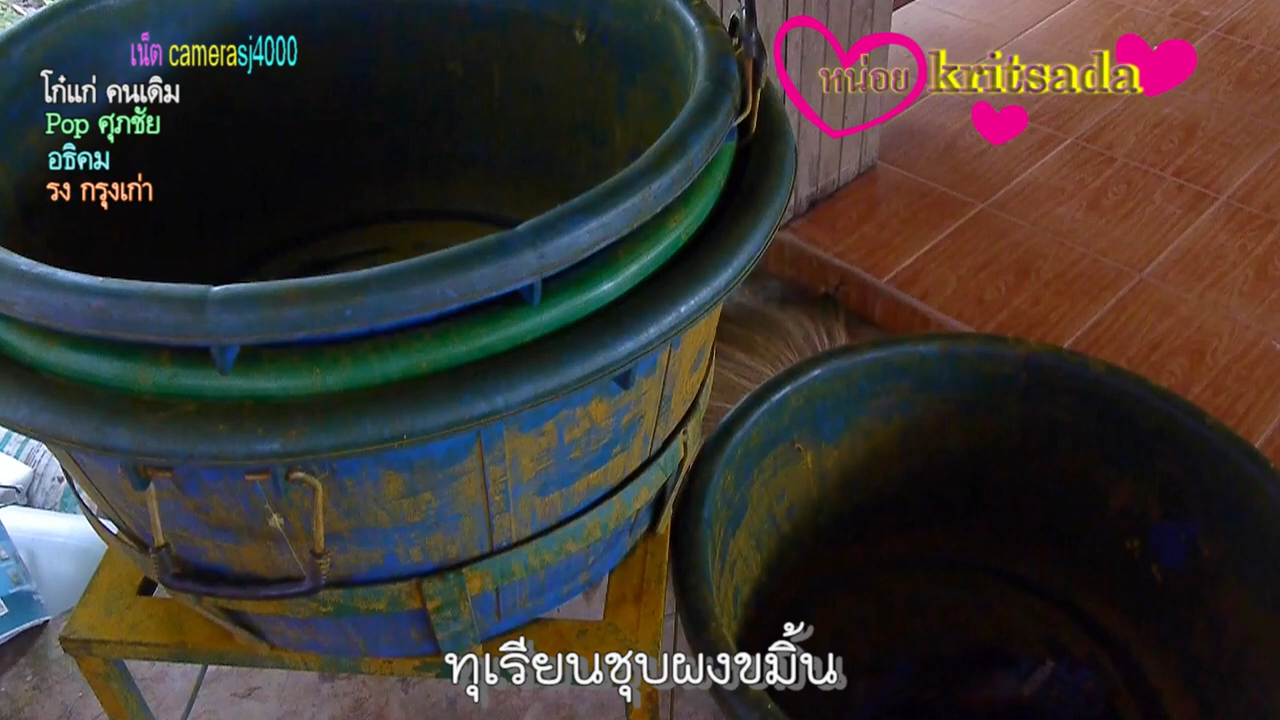 เน็ต camerasj4000
โก๋แก่ คนเดิม
Pop ศุภชัย
อธิคม
รง กรุงเก่า
หน่อย kritsada
ทุเรียนชุบผงขมิ้น